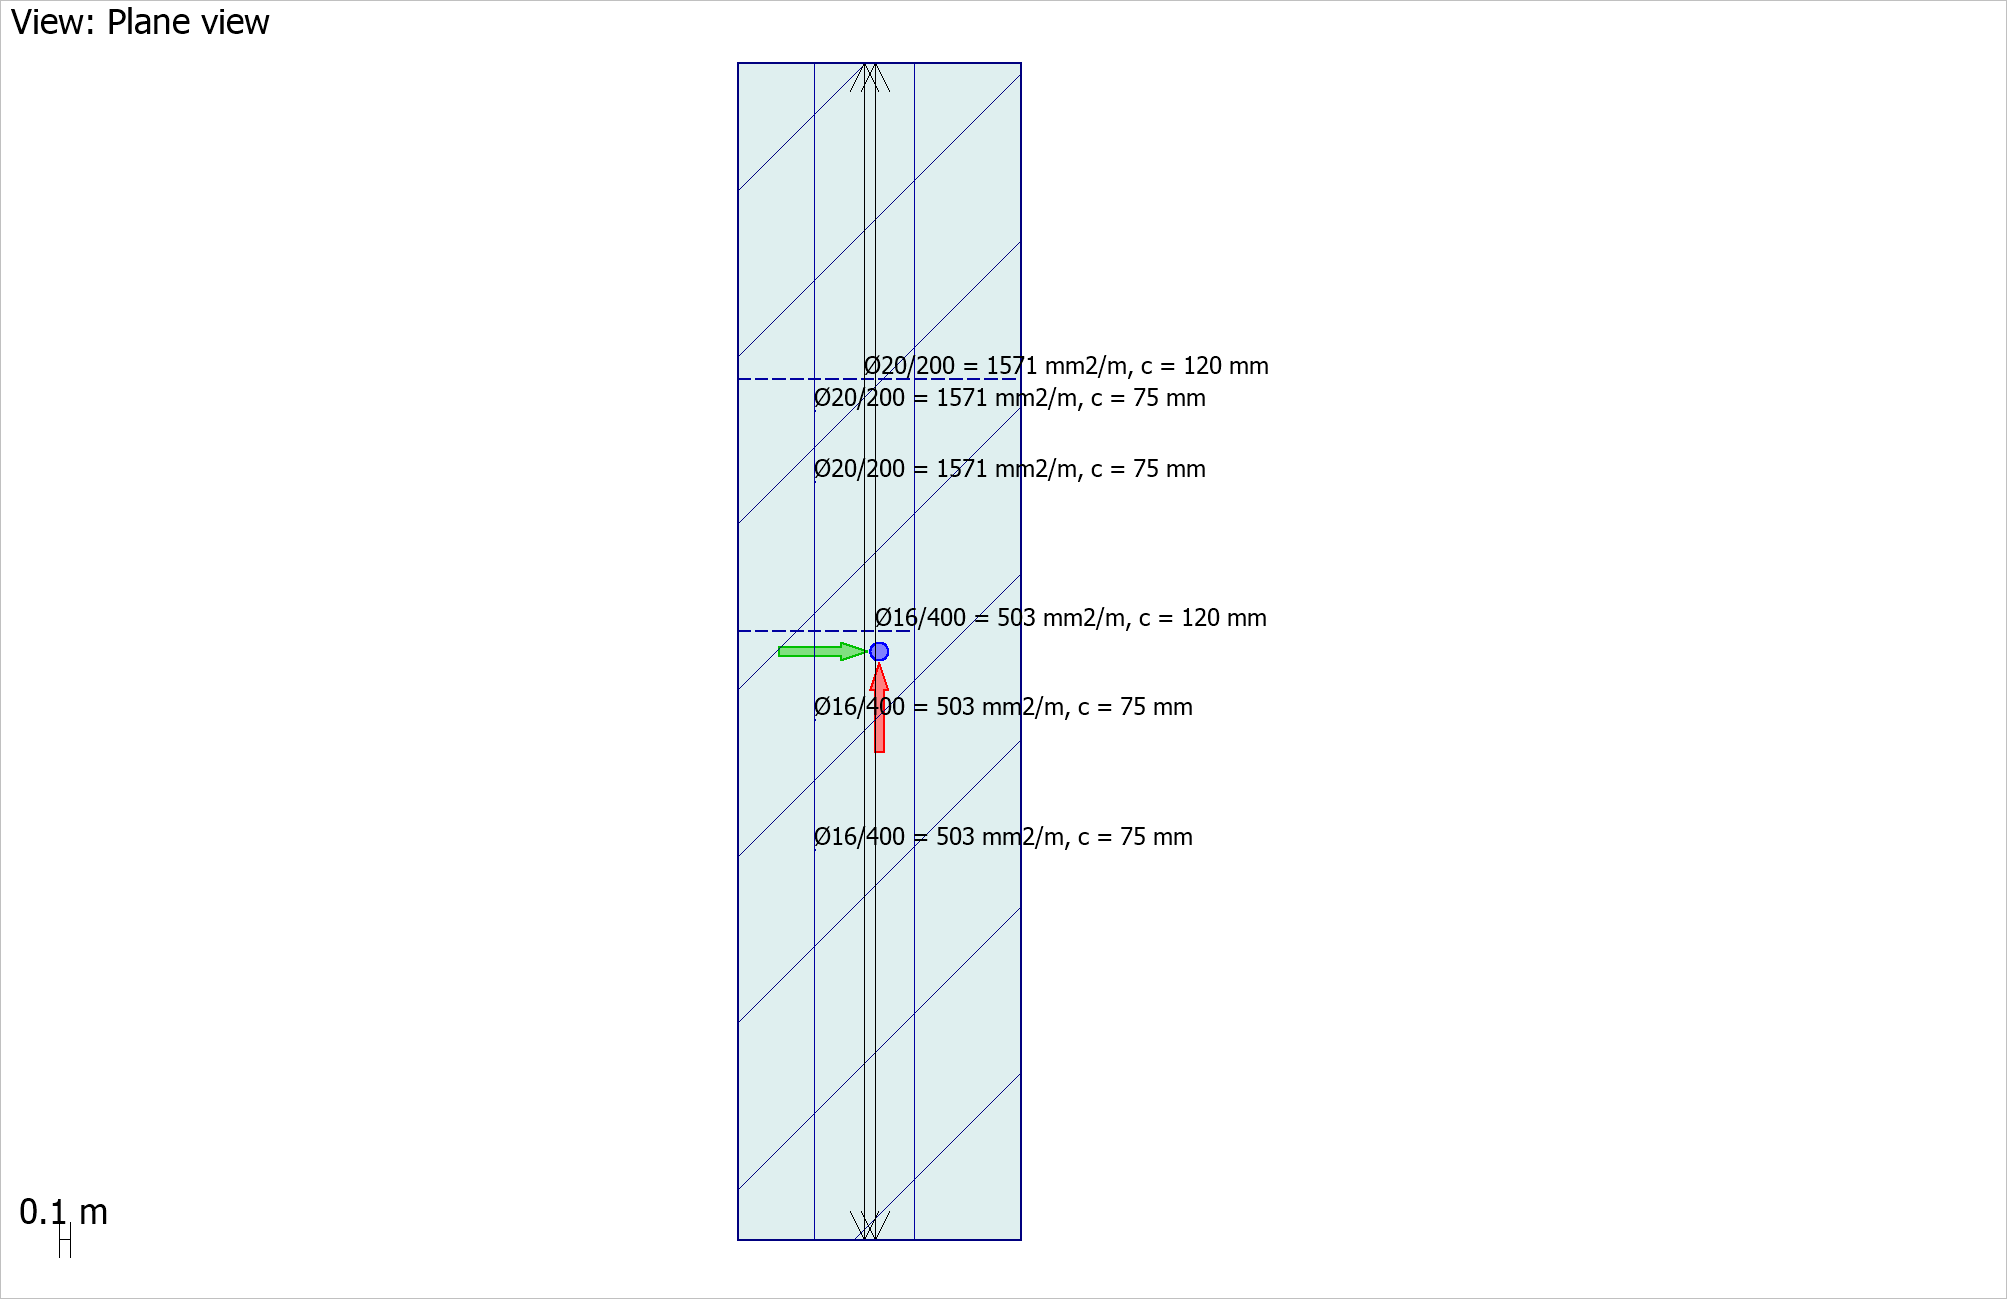 View: Plane view
Ø20/200 = 1571 mm2/m, c = 120 mm
Ø20/200 = 1571 mm2/m, c = 75 mm
Ø20/200 = 1571 mm2/m, c = 75 mm
Ø16/400 = 503 mm2/m, c = 120 mm
Ø16/400 = 503 mm2/m, c = 75 mm
Ø16/400 = 503 mm2/m, c = 75 mm
0.1 m